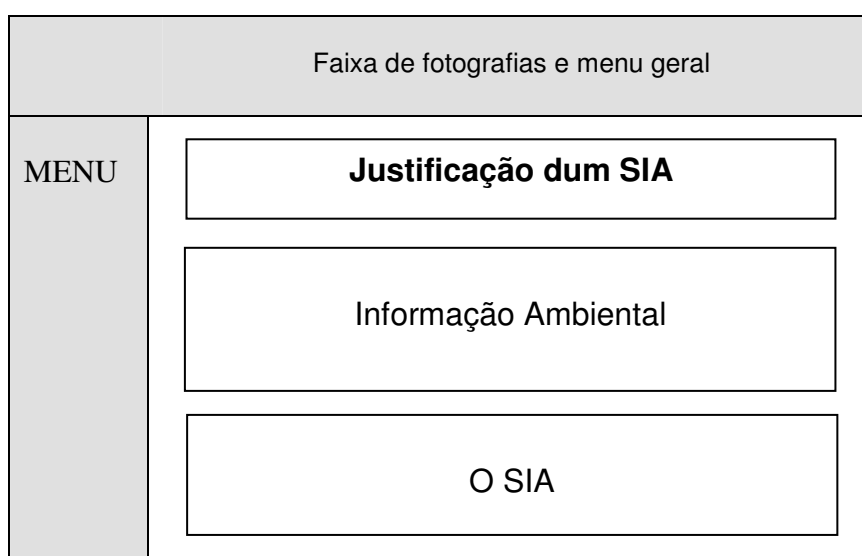 Faixa de fotografias e menu geral
MENU
Justificação dum SIA
Informação Ambiental
O SIA